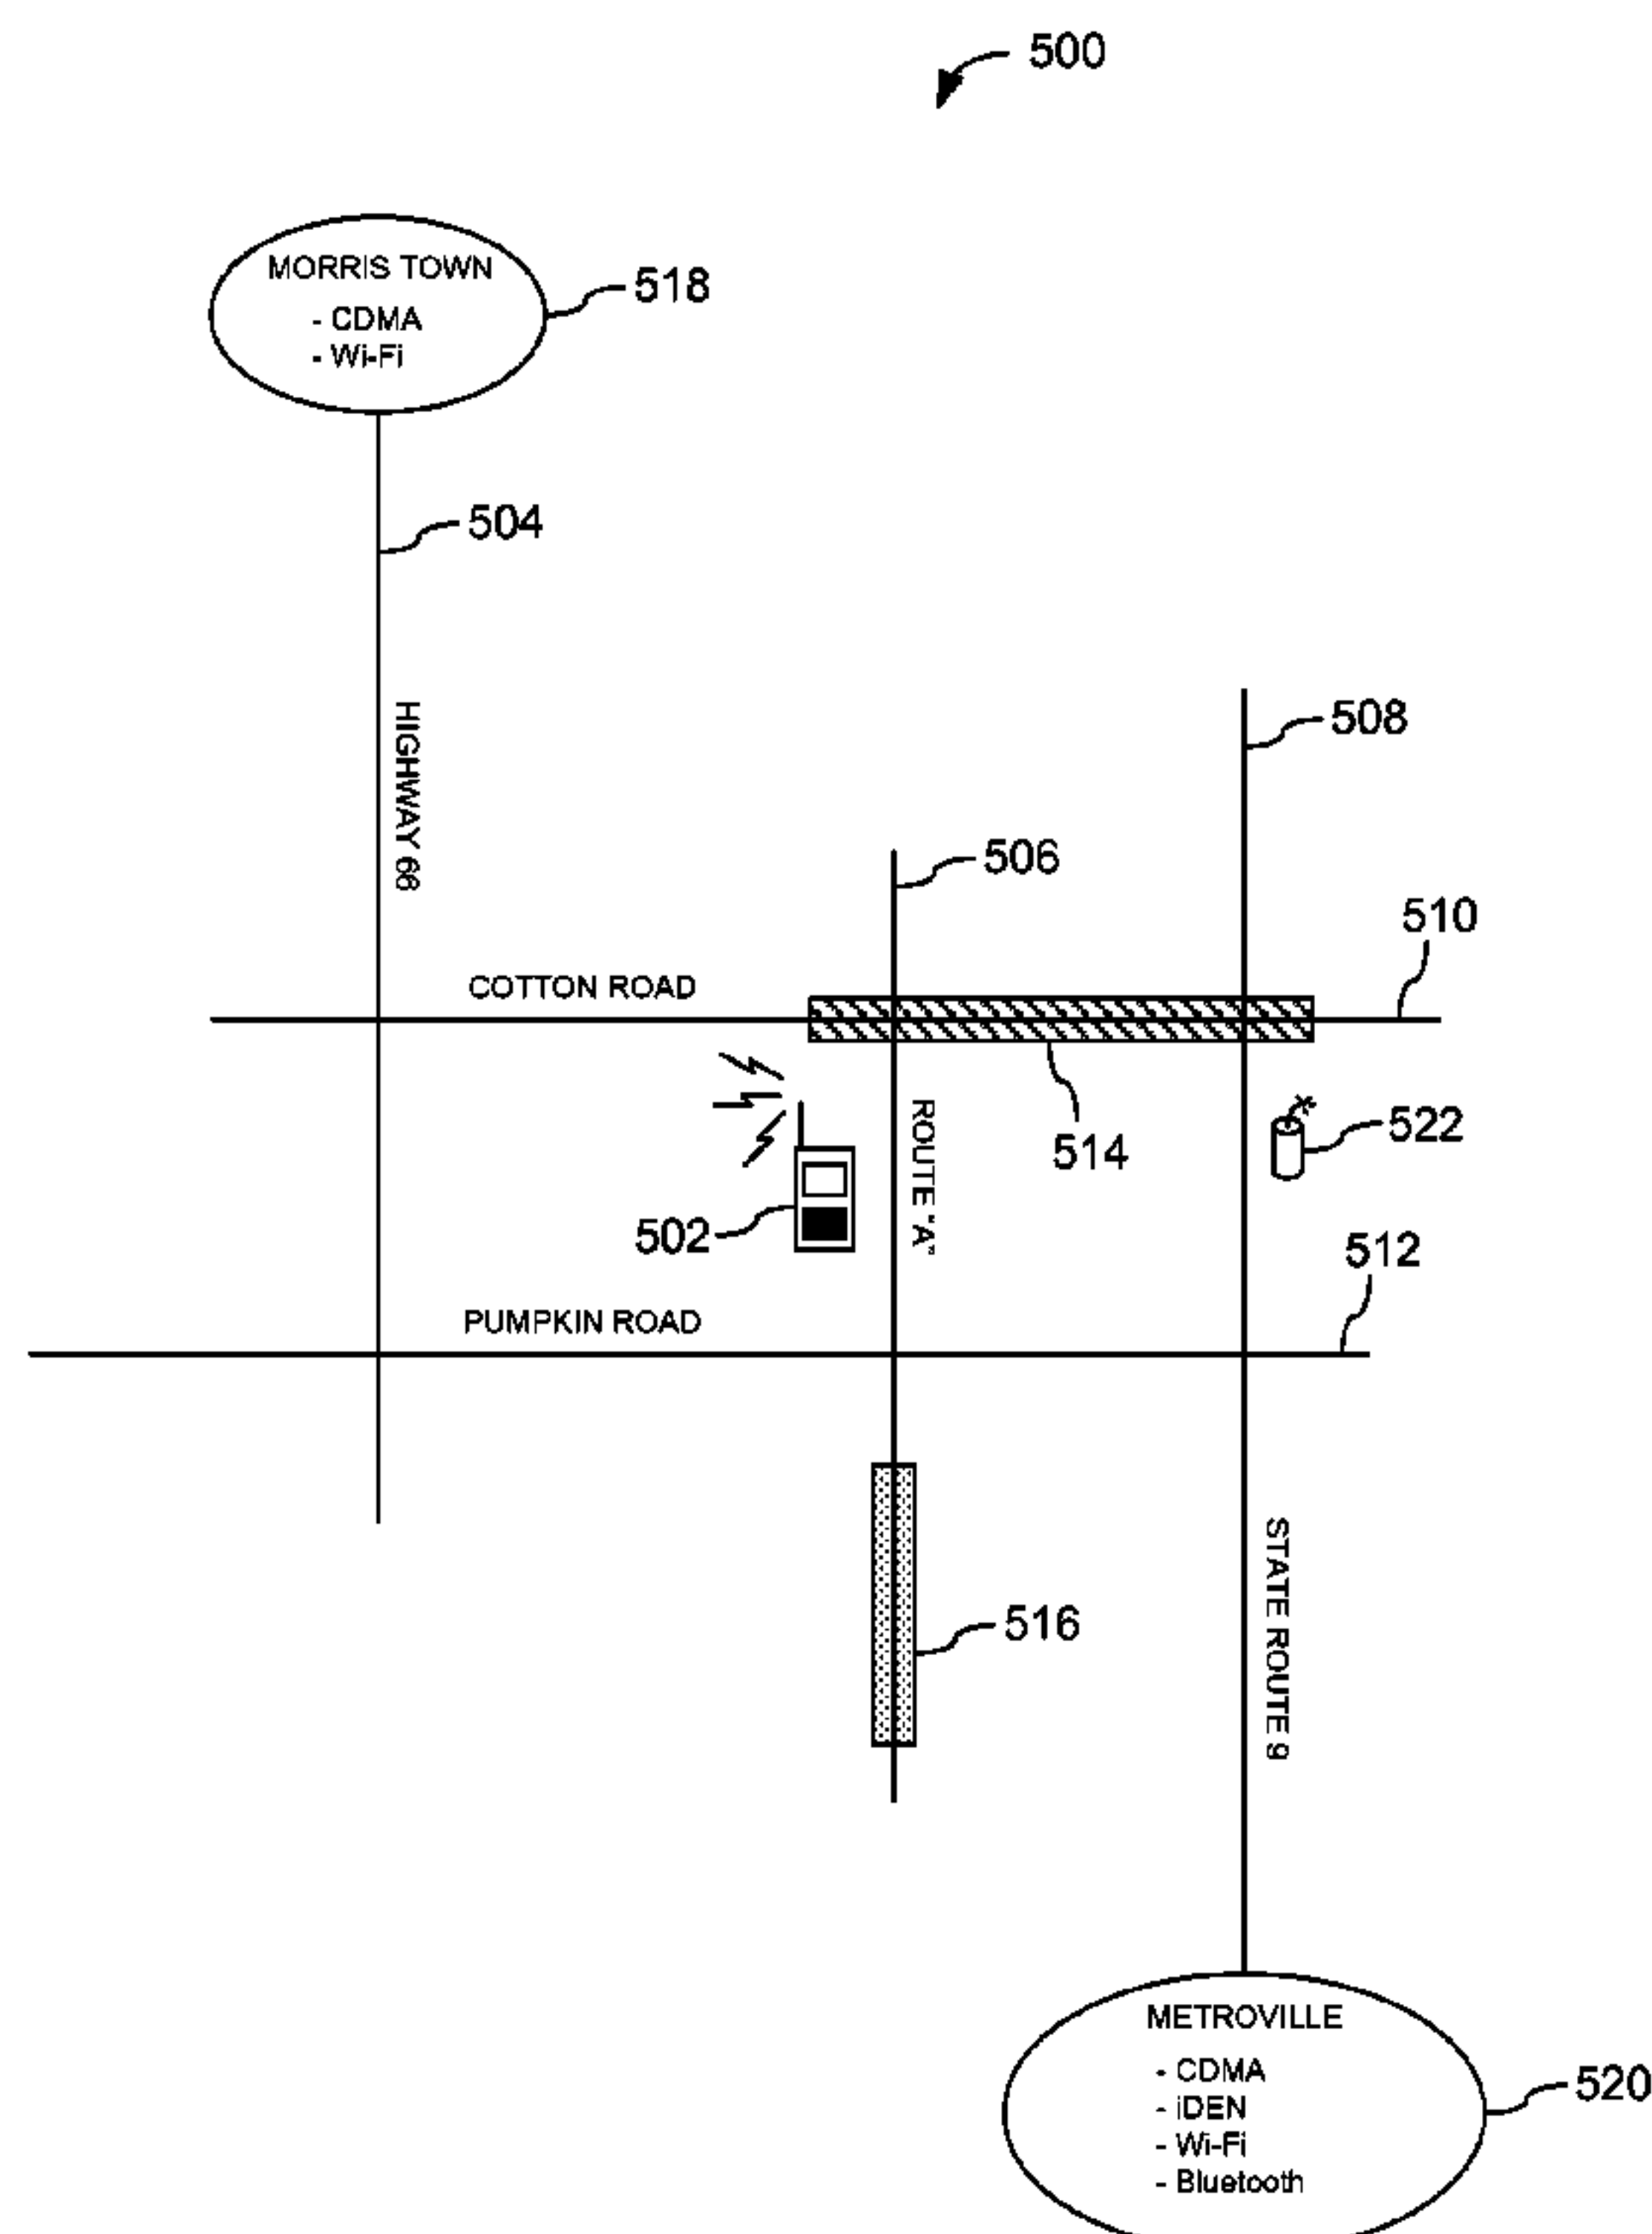 500
MORRIS TOWN
- CDMA
- Wi-Fi
518
504
HIGHWAY 66
508
506
510
COTTON ROAD
514
522
ROUTE "A"
502
512
PUMPKIN ROAD
516
STATE ROUTE 9
METROVILLE
- CDMA
- iDEN
- Wi-Fi
- Bluetooth
520